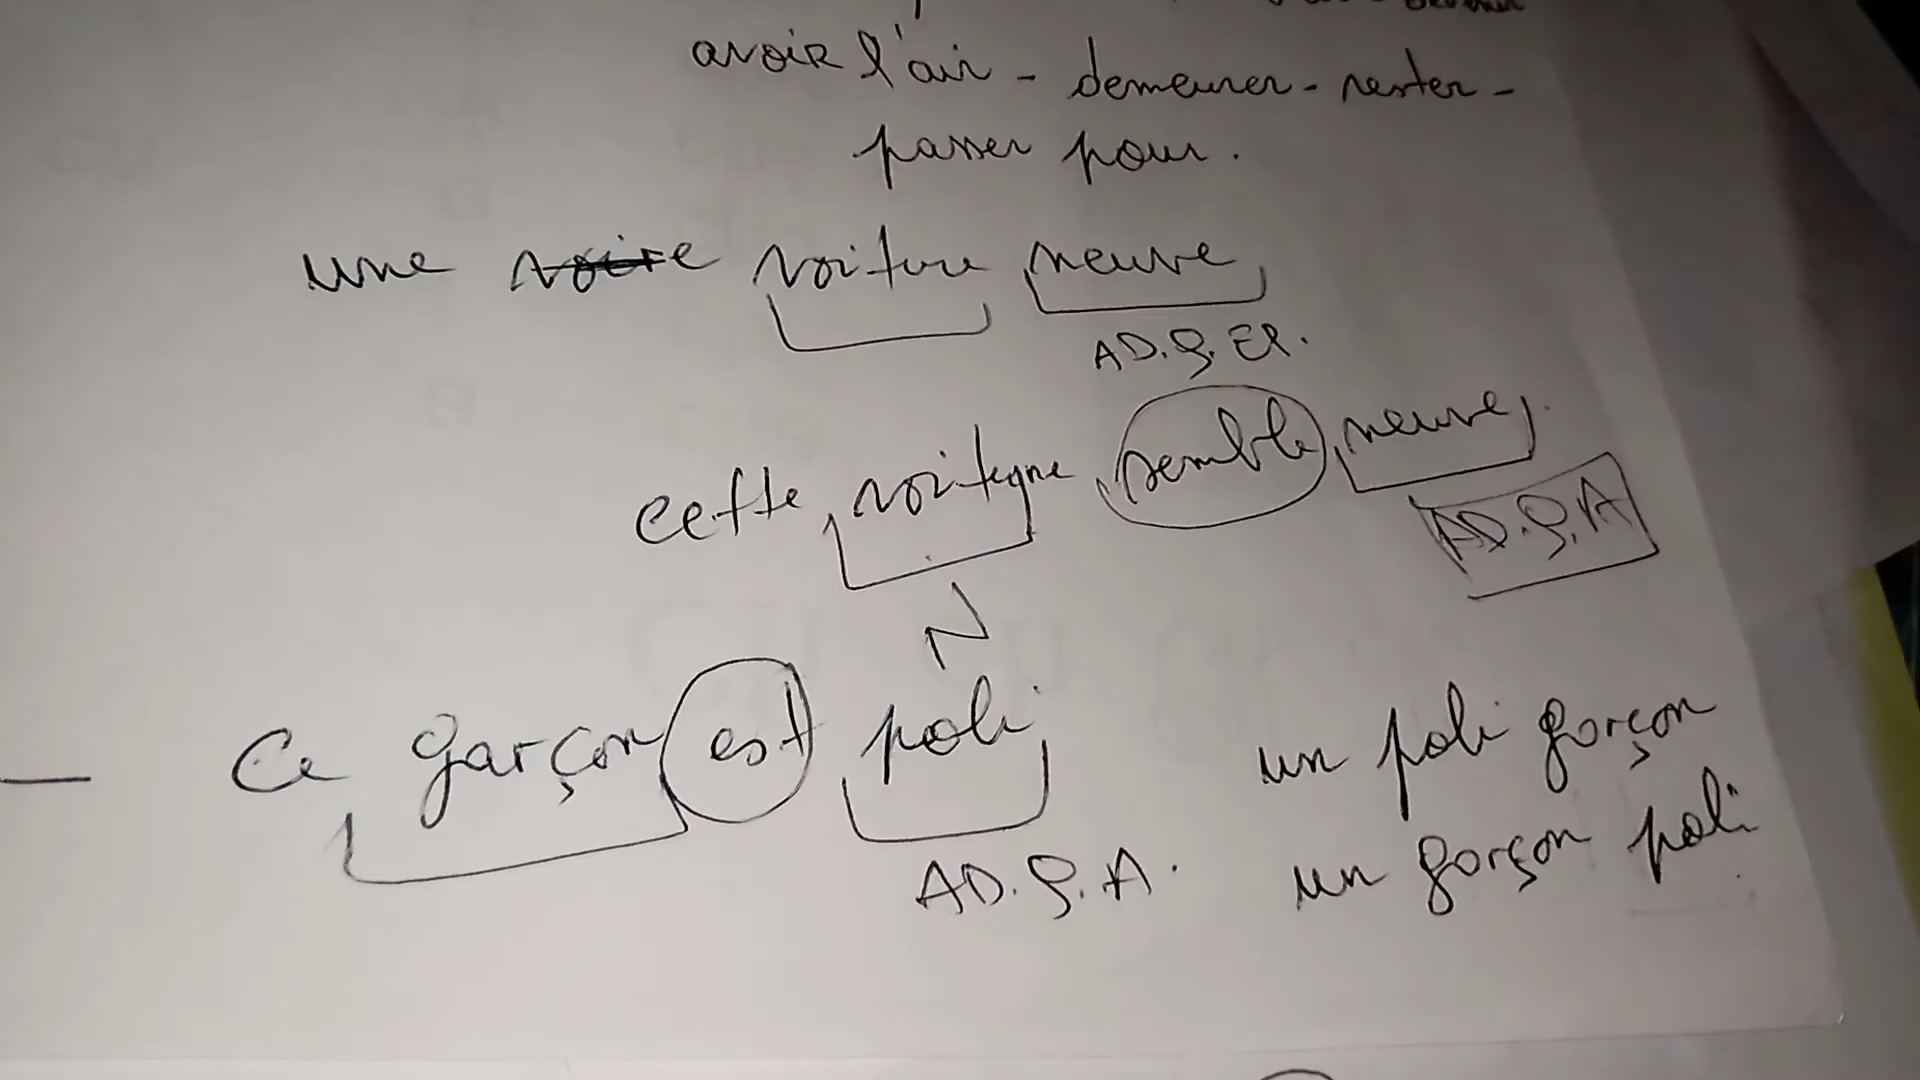 avoir l'air - demeurer - rester -
passer pour.
une voire voiture neuve
AD.Q.EP.
cette voiture semble neuve.
AD.Q.A
N
Ce garçon est poli
AD.Q.A.
un poli garçon
un garçon poli